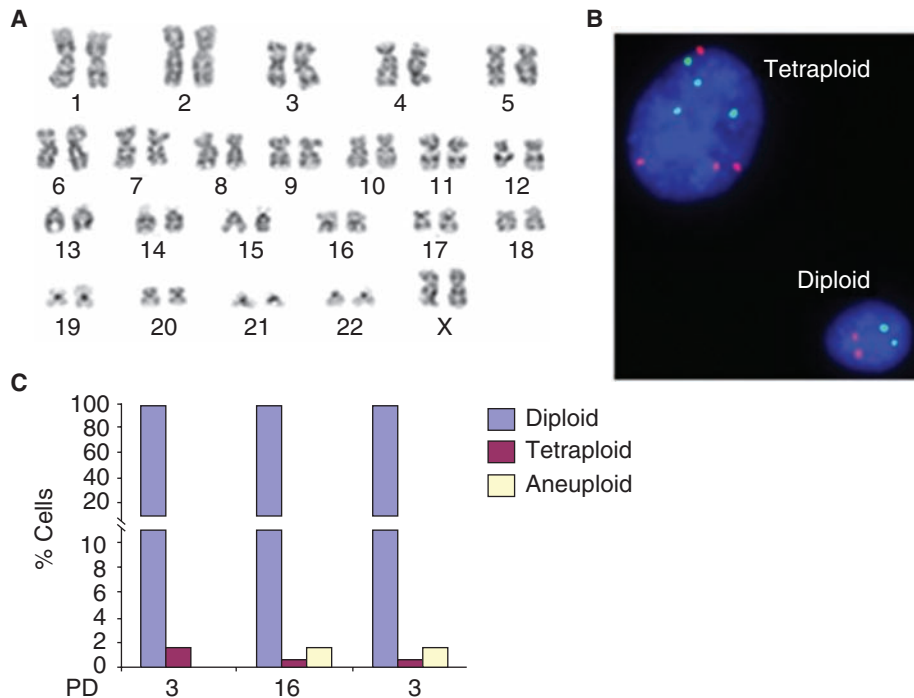 A
1 2 3 4 5
6 7 8 9 10 11 12
13 14 15 16 17 18
19 20 21 22 X
B
Tetraploid
Diploid
C
% Cells
100
80
60
40
20
10
8
6
4
2
0
PD 3 16 3
Diploid
Tetraploid
Aneuploid